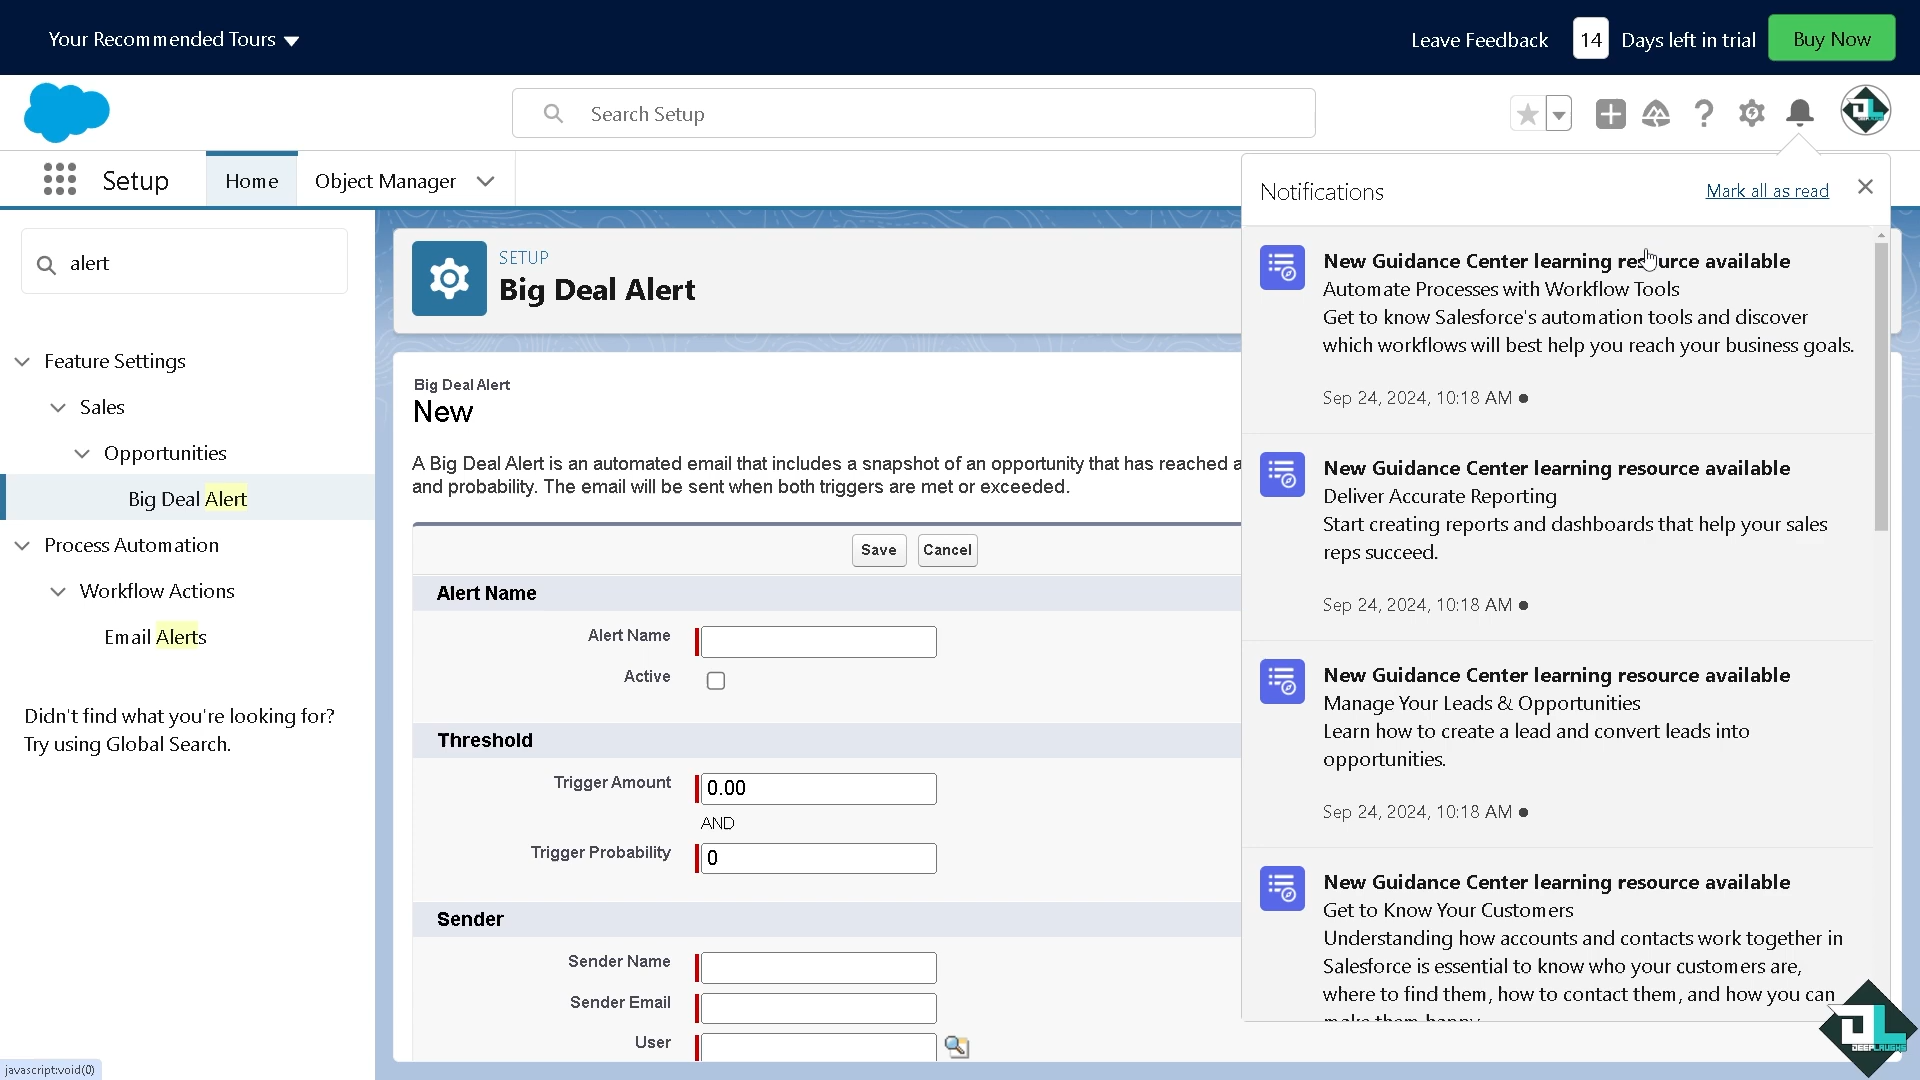 Your Recommended Tours
Leave Feedback
14
Days left in trial
Buy Now
Search Setup
Setup
Home
Object Manager
alert
Feature Settings
Sales
Opportunities
Big Deal Alert
Process Automation
Workflow Actions
Email Alerts
Didn't find what you're looking for?
Try using Global Search.
SETUP
Big Deal Alert
Big Deal Alert
New
A Big Deal Alert is an automated email that includes a snapshot of an opportunity that has reached a
and probability. The email will be sent when both triggers are met or exceeded.
Save
Cancel
Alert Name
Alert Name
Active
Threshold
Trigger Amount
0.00
AND
Trigger Probability
0
Sender
Sender Name
Sender Email
User
Notifications
Mark all as read
New Guidance Center learning resource available
Automate Processes with Workflow Tools
Get to know Salesforce's automation tools and discover
which workflows will best help you reach your business goals.
Sep 24, 2024, 10:18 AM
New Guidance Center learning resource available
Deliver Accurate Reporting
Start creating reports and dashboards that help your sales
reps succeed.
Sep 24, 2024, 10:18 AM
New Guidance Center learning resource available
Manage Your Leads & Opportunities
Learn how to create a lead and convert leads into
opportunities.
Sep 24, 2024, 10:18 AM
New Guidance Center learning resource available
Get to Know Your Customers
Understanding how accounts and contacts work together in
Salesforce is essential to know who your customers are,
where to find them, how to contact them, and how you can
make them happy.
DEEPLAUGHS
javascript:void(0)